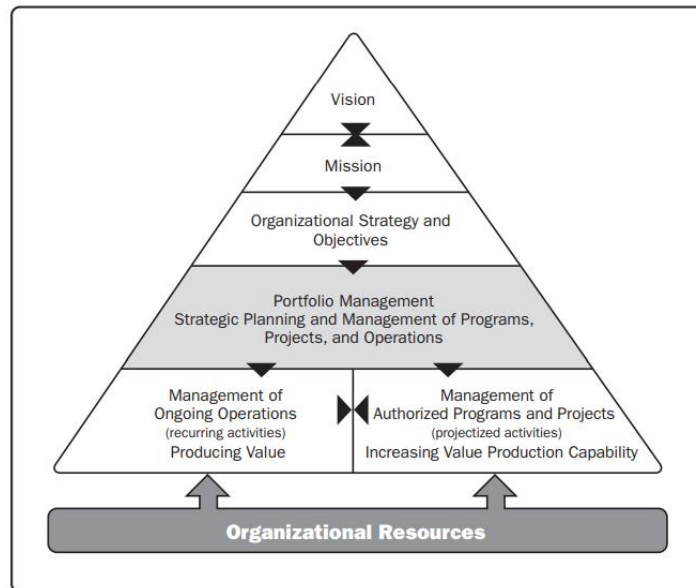 Vision
Mission
Organizational Strategy and
Objectives
Portfolio Management
Strategic Planning and Management of Programs,
Projects, and Operations
Management of
Ongoing Operations
(recurring activities)
Producing Value
Management of
Authorized Programs and Projects
(projectized activities)
Increasing Value Production Capability
Organizational Resources